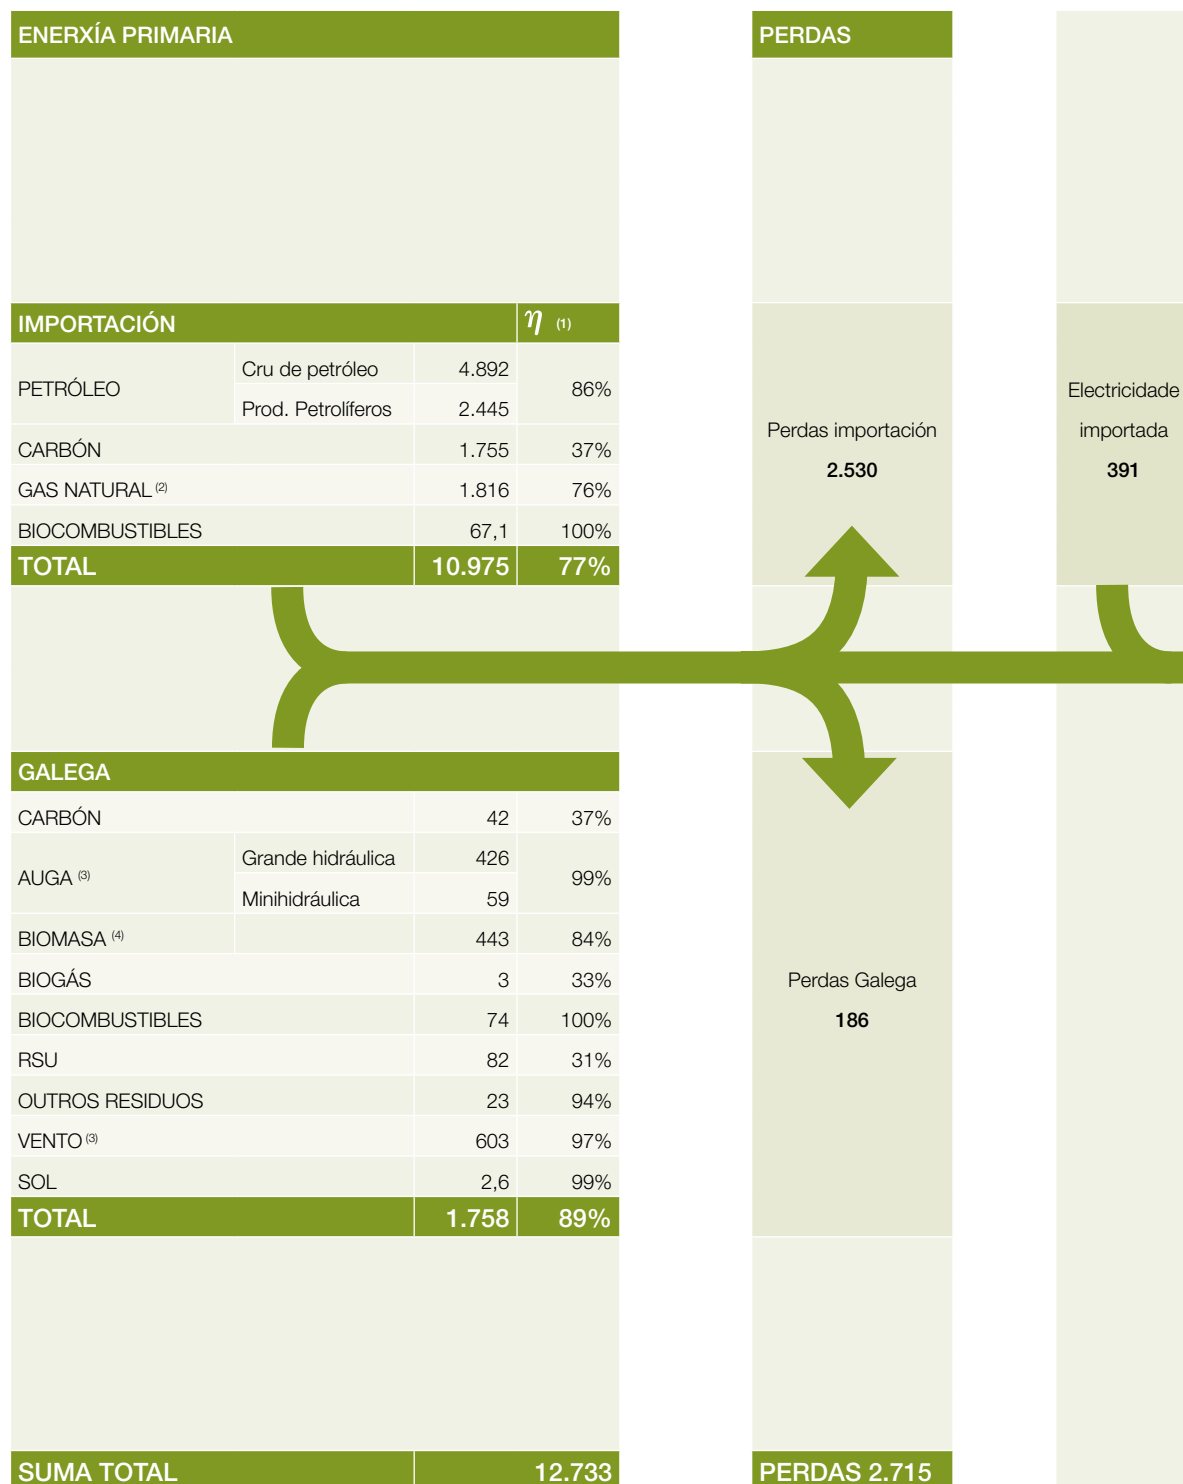 ENERXÍA PRIMARIA
IMPORTACIÓN η (1)
PETRÓLEO Cru de petróleo 4.892 86%
Prod. Petrolíferos 2.445
CARBÓN 1.755 37%
GAS NATURAL (2) 1.816 76%
BIOCOMBUSTIBLES 67,1 100%
TOTAL 10.975 77%
GALEGA
CARBÓN 42 37%
AUGA (3) Grande hidráulica 426 99%
Minihidráulica 59
BIOMASA (4) 443 84%
BIOGÁS 3 33%
BIOCOMBUSTIBLES 74 100%
RSU 82 31%
OUTROS RESIDUOS 23 94%
VENTO (3) 603 97%
SOL 2,6 99%
TOTAL 1.758 89%
SUMA TOTAL 12.733
PERDAS
Perdas importación
2.530
Perdas Galega
186
PERDAS 2.715
Electricidade
importada
391